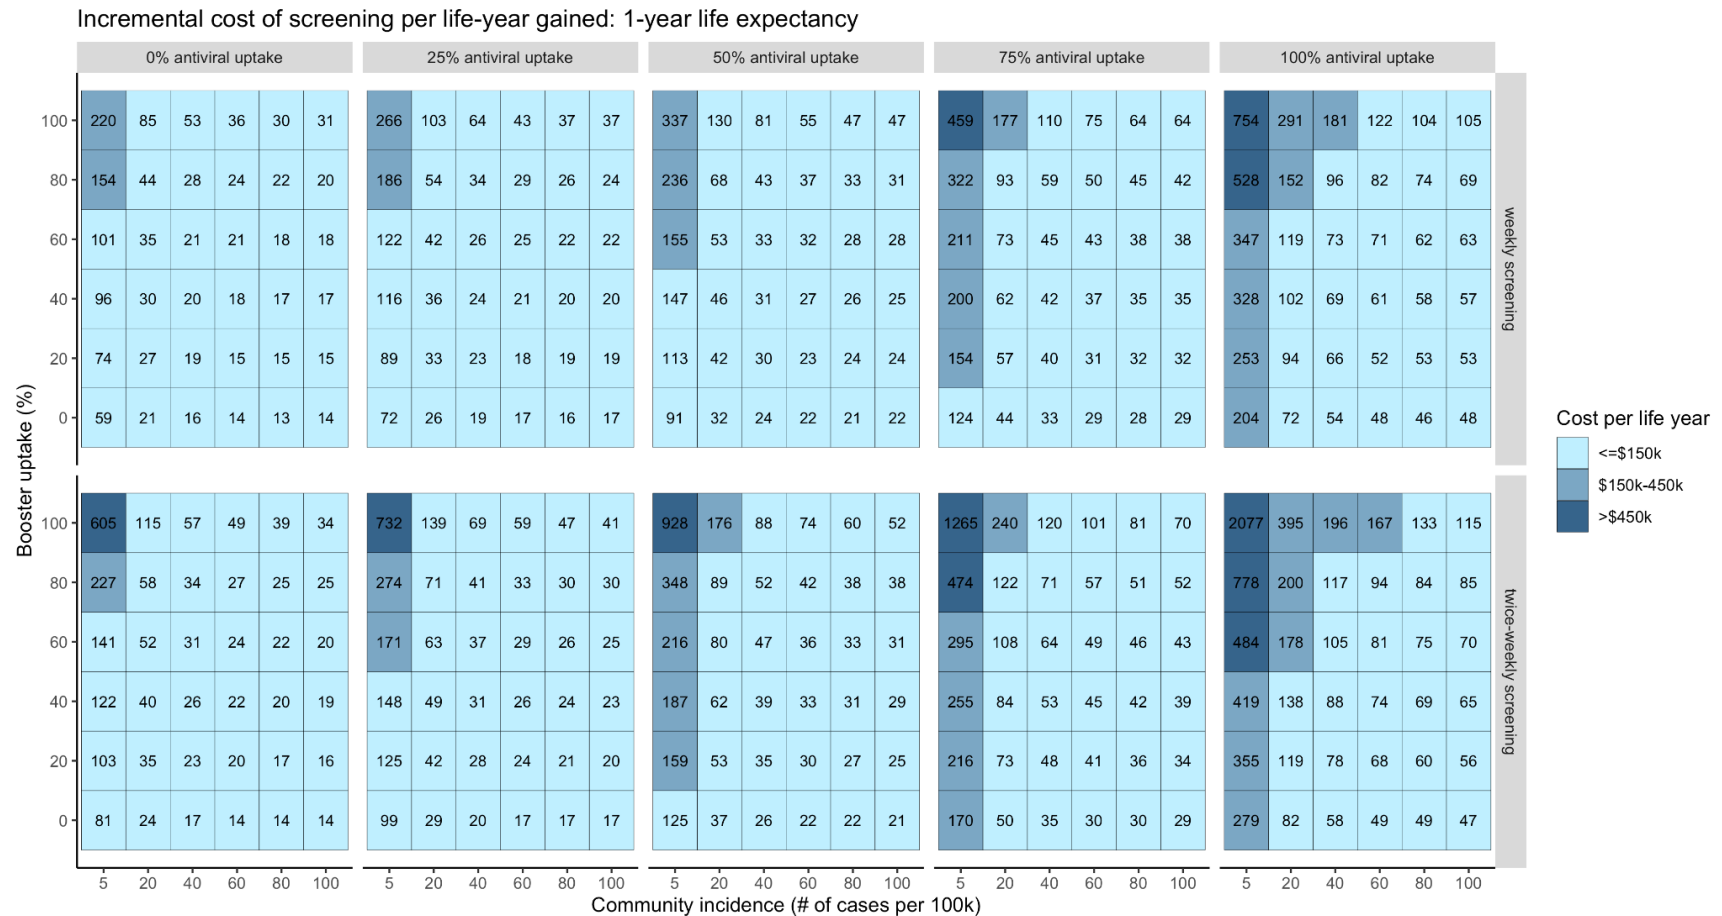 Incremental cost of screening per life-year gained: 1-year life expectancy
0% antiviral uptake 25% antiviral uptake 50% antiviral uptake 75% antiviral uptake 100% antiviral uptake
100 220 85 53 36 30 31 266 103 64 43 37 37 337 130 81 55 47 47 459 177 110 75 64 64 754 291 181 122 104 105
80 154 44 28 24 22 20 186 54 34 29 26 24 236 68 43 37 33 31 322 93 59 50 45 42 528 152 96 82 74 69
60 101 35 21 21 18 18 122 42 26 25 22 22 155 53 33 32 28 28 211 73 45 43 38 38 347 119 73 71 62 63
40 96 30 20 18 17 17 116 36 24 21 20 20 147 46 31 27 26 25 200 62 42 37 35 35 328 102 69 61 58 57
20 74 27 19 15 15 15 89 33 23 18 19 19 113 42 30 23 24 24 154 57 40 31 32 32 253 94 66 52 53 53
0 59 21 16 14 13 14 72 26 19 17 16 17 91 32 24 22 21 22 124 44 33 29 28 29 204 72 54 48 46 48
weekly screening
100 605 115 57 49 39 34 732 139 69 59 47 41 928 176 88 74 60 52 1265 240 120 101 81 70 2077 395 196 167 133 115
80 227 58 34 27 25 25 274 71 41 33 30 30 348 89 52 42 38 38 474 122 71 57 51 52 778 200 117 94 84 85
60 141 52 31 24 22 20 171 63 37 29 26 25 216 80 47 36 33 31 295 108 64 49 46 43 484 178 105 81 75 70
40 122 40 26 22 20 19 148 49 31 26 24 23 187 62 39 33 31 29 255 84 53 45 42 39 419 138 88 74 69 65
20 103 35 23 20 17 16 125 42 28 24 21 20 159 53 35 30 27 25 216 73 48 41 36 34 355 119 78 68 60 56
0 81 24 17 14 14 14 99 29 20 17 17 17 125 37 26 22 22 21 170 50 35 30 30 29 279 82 58 49 49 47
twice-weekly screening
5 20 40 60 80 100 5 20 40 60 80 100 5 20 40 60 80 100 5 20 40 60 80 100 5 20 40 60 80 100
Community incidence (# of cases per 100k)
Booster uptake (%)
Cost per life year
<=$150k
$150k-450k
>$450k